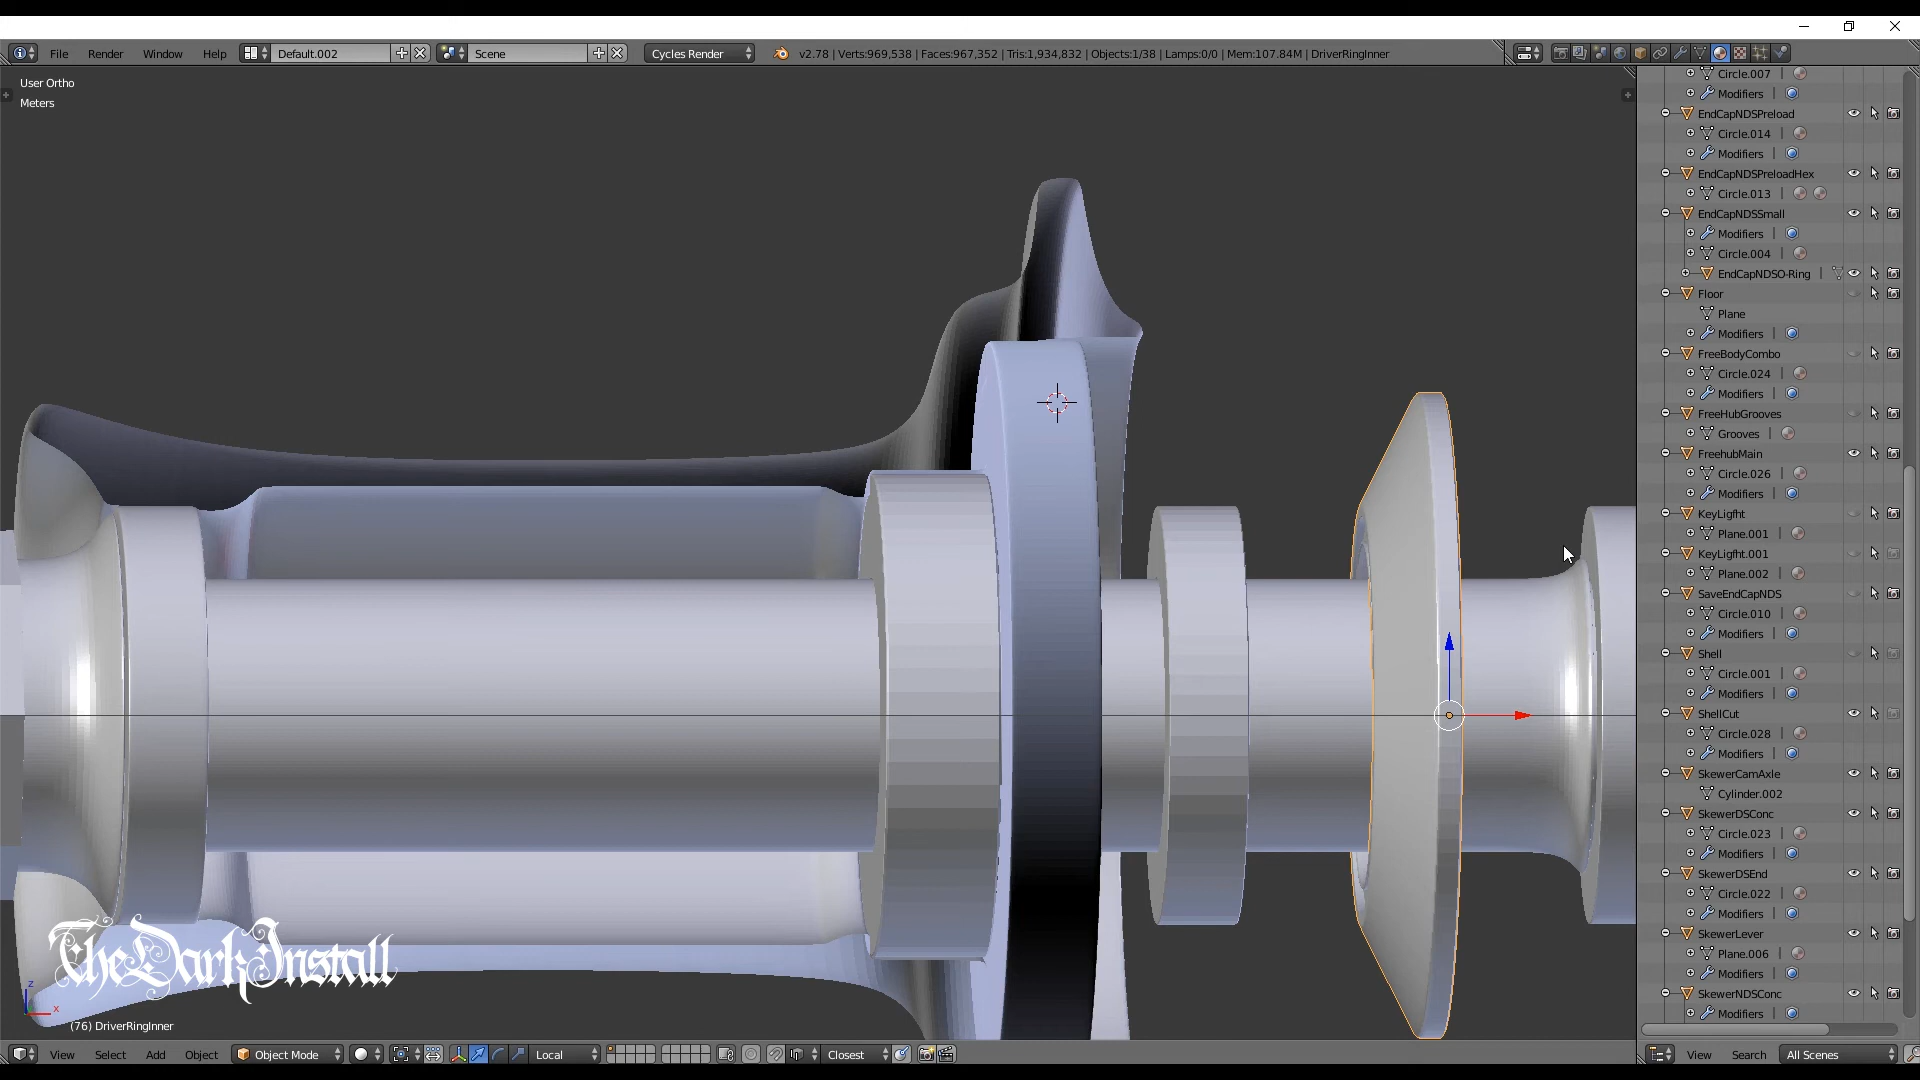 File Render Window Help Default.002 Scene Cycles Render v2.78 | Verts:969,538 | Faces:967,352 | Tris:1,934,832 | Objects:1/38 | Lamps:0/0 | Mem:107.84M | DriverRingInner
User Ortho
Meters
Circle.007
Modifiers
EndCapNDSPreload
Circle.014
Modifiers
EndCapNDSPreloadHex
Circle.013
EndCapNDSSmall
Modifiers
Circle.004
EndCapNDSO-Ring
Floor
Plane
Modifiers
FreeBodyCombo
Circle.024
Modifiers
FreeHubGrooves
Grooves
FreehubMain
Circle.026
Modifiers
KeyLigfht
Plane.001
KeyLigfht.001
Plane.002
SaveEndCapNDS
Circle.010
Modifiers
Shell
Circle.001
Modifiers
ShellCut
Circle.028
Modifiers
SkewerCamAxle
Cylinder.002
SkewerDSConc
Circle.023
Modifiers
SkewerDSEnd
Circle.022
Modifiers
SkewerLever
Plane.006
Modifiers
SkewerNDSConc
Modifiers
TheDarkInstall
z
x
(76) DriverRingInner
View Select Add Object Object Mode Local Closest View Search All Scenes